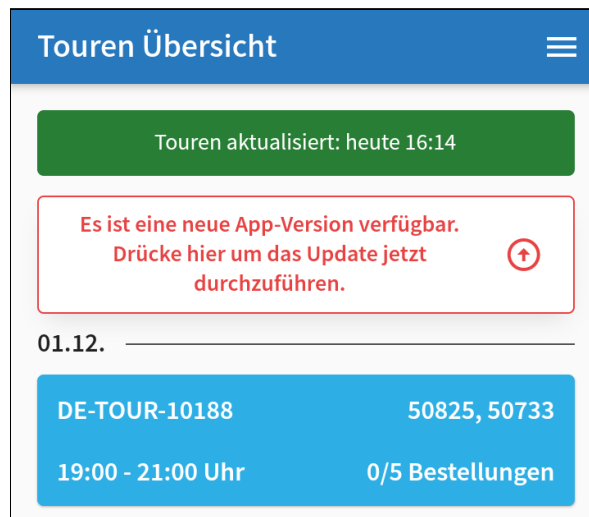 Touren Übersicht
Touren aktualisiert: heute 16:14
Es ist eine neue App-Version verfügbar.
Drücke hier um das Update jetzt
durchzuführen.
01.12.
DE-TOUR-10188 50825, 50733
19:00 - 21:00 Uhr 0/5 Bestellungen